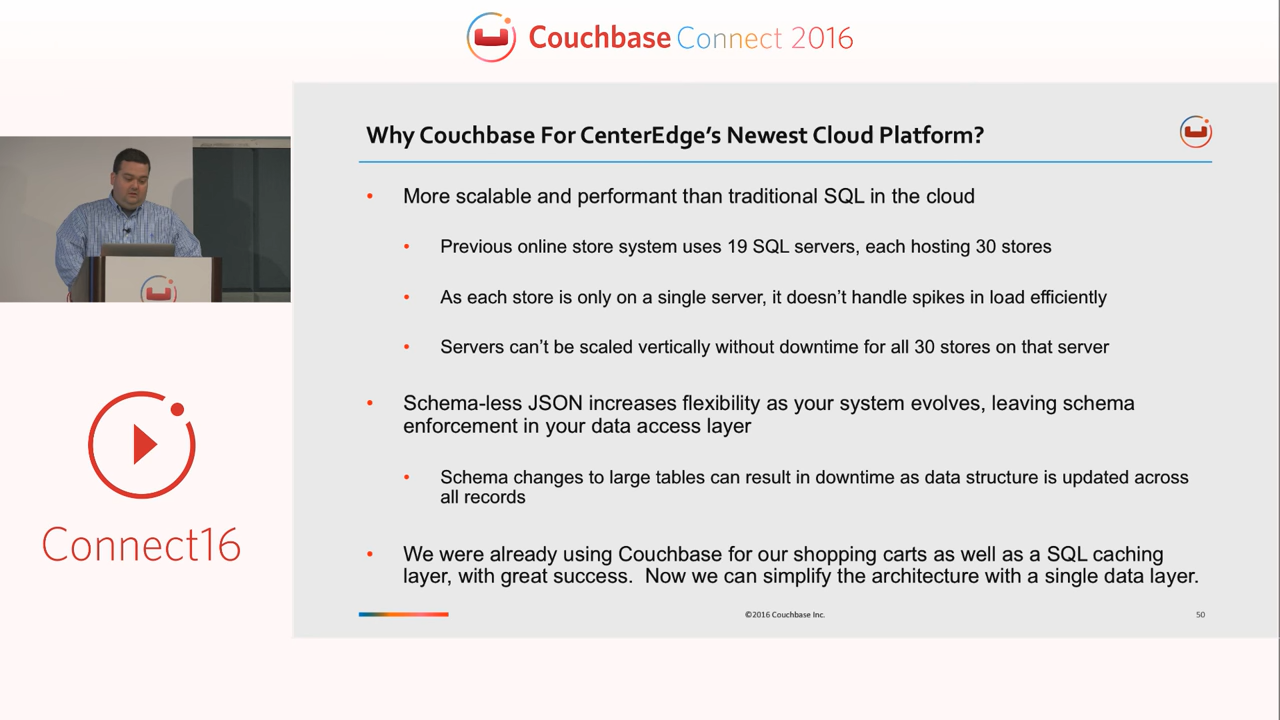 Couchbase Connect 2016
Why Couchbase For CenterEdge's Newest Cloud Platform?
• More scalable and performant than traditional SQL in the cloud
• Previous online store system uses 19 SQL servers, each hosting 30 stores
• As each store is only on a single server, it doesn't handle spikes in load efficiently
• Servers can't be scaled vertically without downtime for all 30 stores on that server
• Schema-less JSON increases flexibility as your system evolves, leaving schema
enforcement in your data access layer
• Schema changes to large tables can result in downtime as data structure is updated across
all records
• We were already using Couchbase for our shopping carts as well as a SQL caching
layer, with great success.  Now we can simplify the architecture with a single data layer.
©2016 Couchbase Inc.
50
Connect16